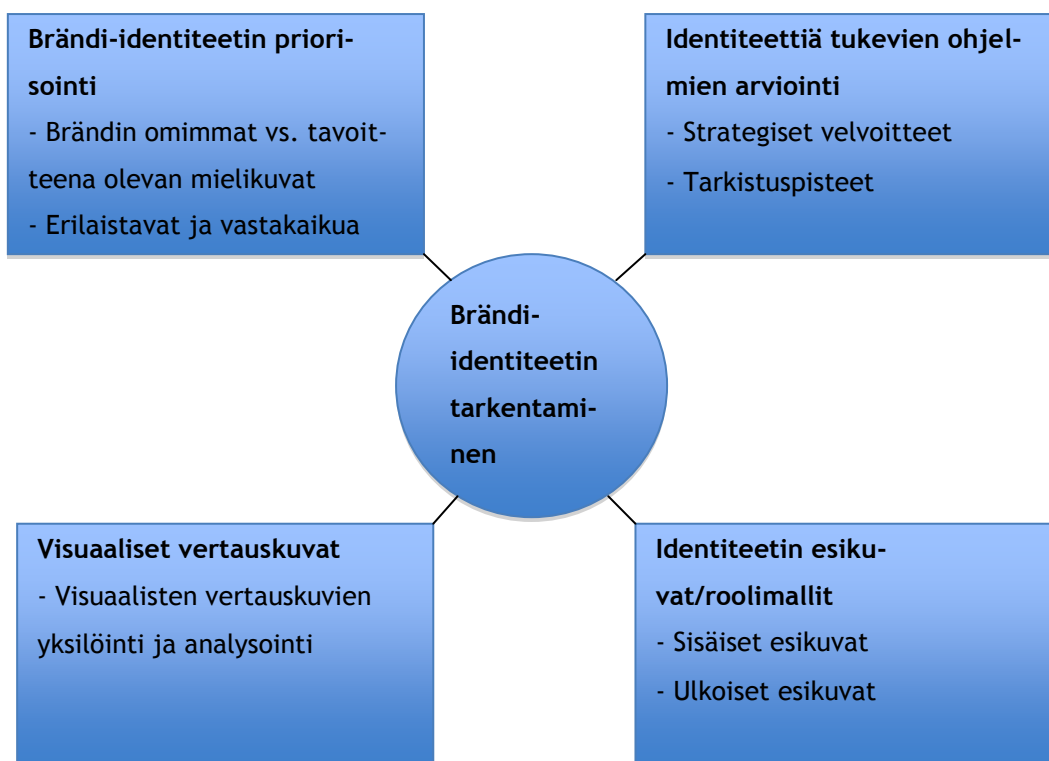 Brändi-identiteetin priori-
sointi
- Brändin omimmat vs. tavoit-
teena olevan mielikuvat
- Erilaistavat ja vastakaikua
Identiteettiä tukevien ohjel-
mien arviointi
- Strategiset velvoitteet
- Tarkistuspisteet
Brändi-
identiteetin
tarkentami-
nen
Visuaaliset vertauskuvat
- Visuaalisten vertauskuvien
yksilöinti ja analysointi
Identiteetin esiku-
vat/roolimallit
- Sisäiset esikuvat
- Ulkoiset esikuvat